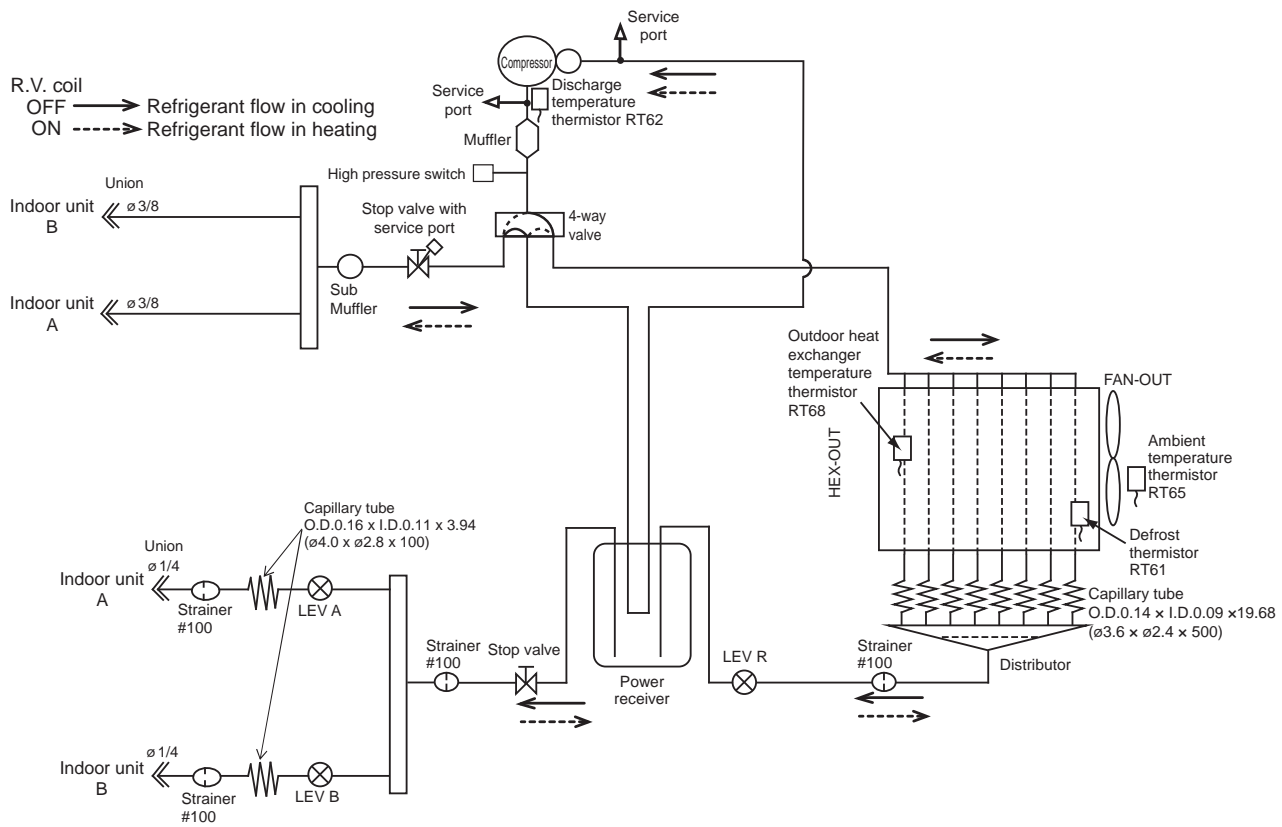 Service
port
Compressor
R.V. coil
OFF Refrigerant flow in cooling
ON Refrigerant flow in heating
Service
port
Discharge
temperature
thermistor RT62
Muffler
High pressure switch
Union
Indoor unit
B
ø 3/8
Stop valve with
service port
4-way
valve
Indoor unit
A
ø 3/8
Sub
Muffler
Outdoor heat
exchanger
temperature
thermistor
RT68
FAN-OUT
HEX-OUT
Ambient
temperature
thermistor
RT65
Defrost
thermistor
RT61
Capillary tube
O.D.0.16 x I.D.0.11 x 3.94
(ø4.0 x ø2.8 x 100)
Union
ø 1/4
Indoor unit
A
Strainer
#100
LEV A
Capillary tube
O.D.0.14 × I.D.0.09 ×19.68
(ø3.6 × ø2.4 × 500)
Strainer
#100
Stop valve
Power
receiver
LEV R
Strainer
#100
Distributor
ø 1/4
Indoor unit
B
Strainer
#100
LEV B